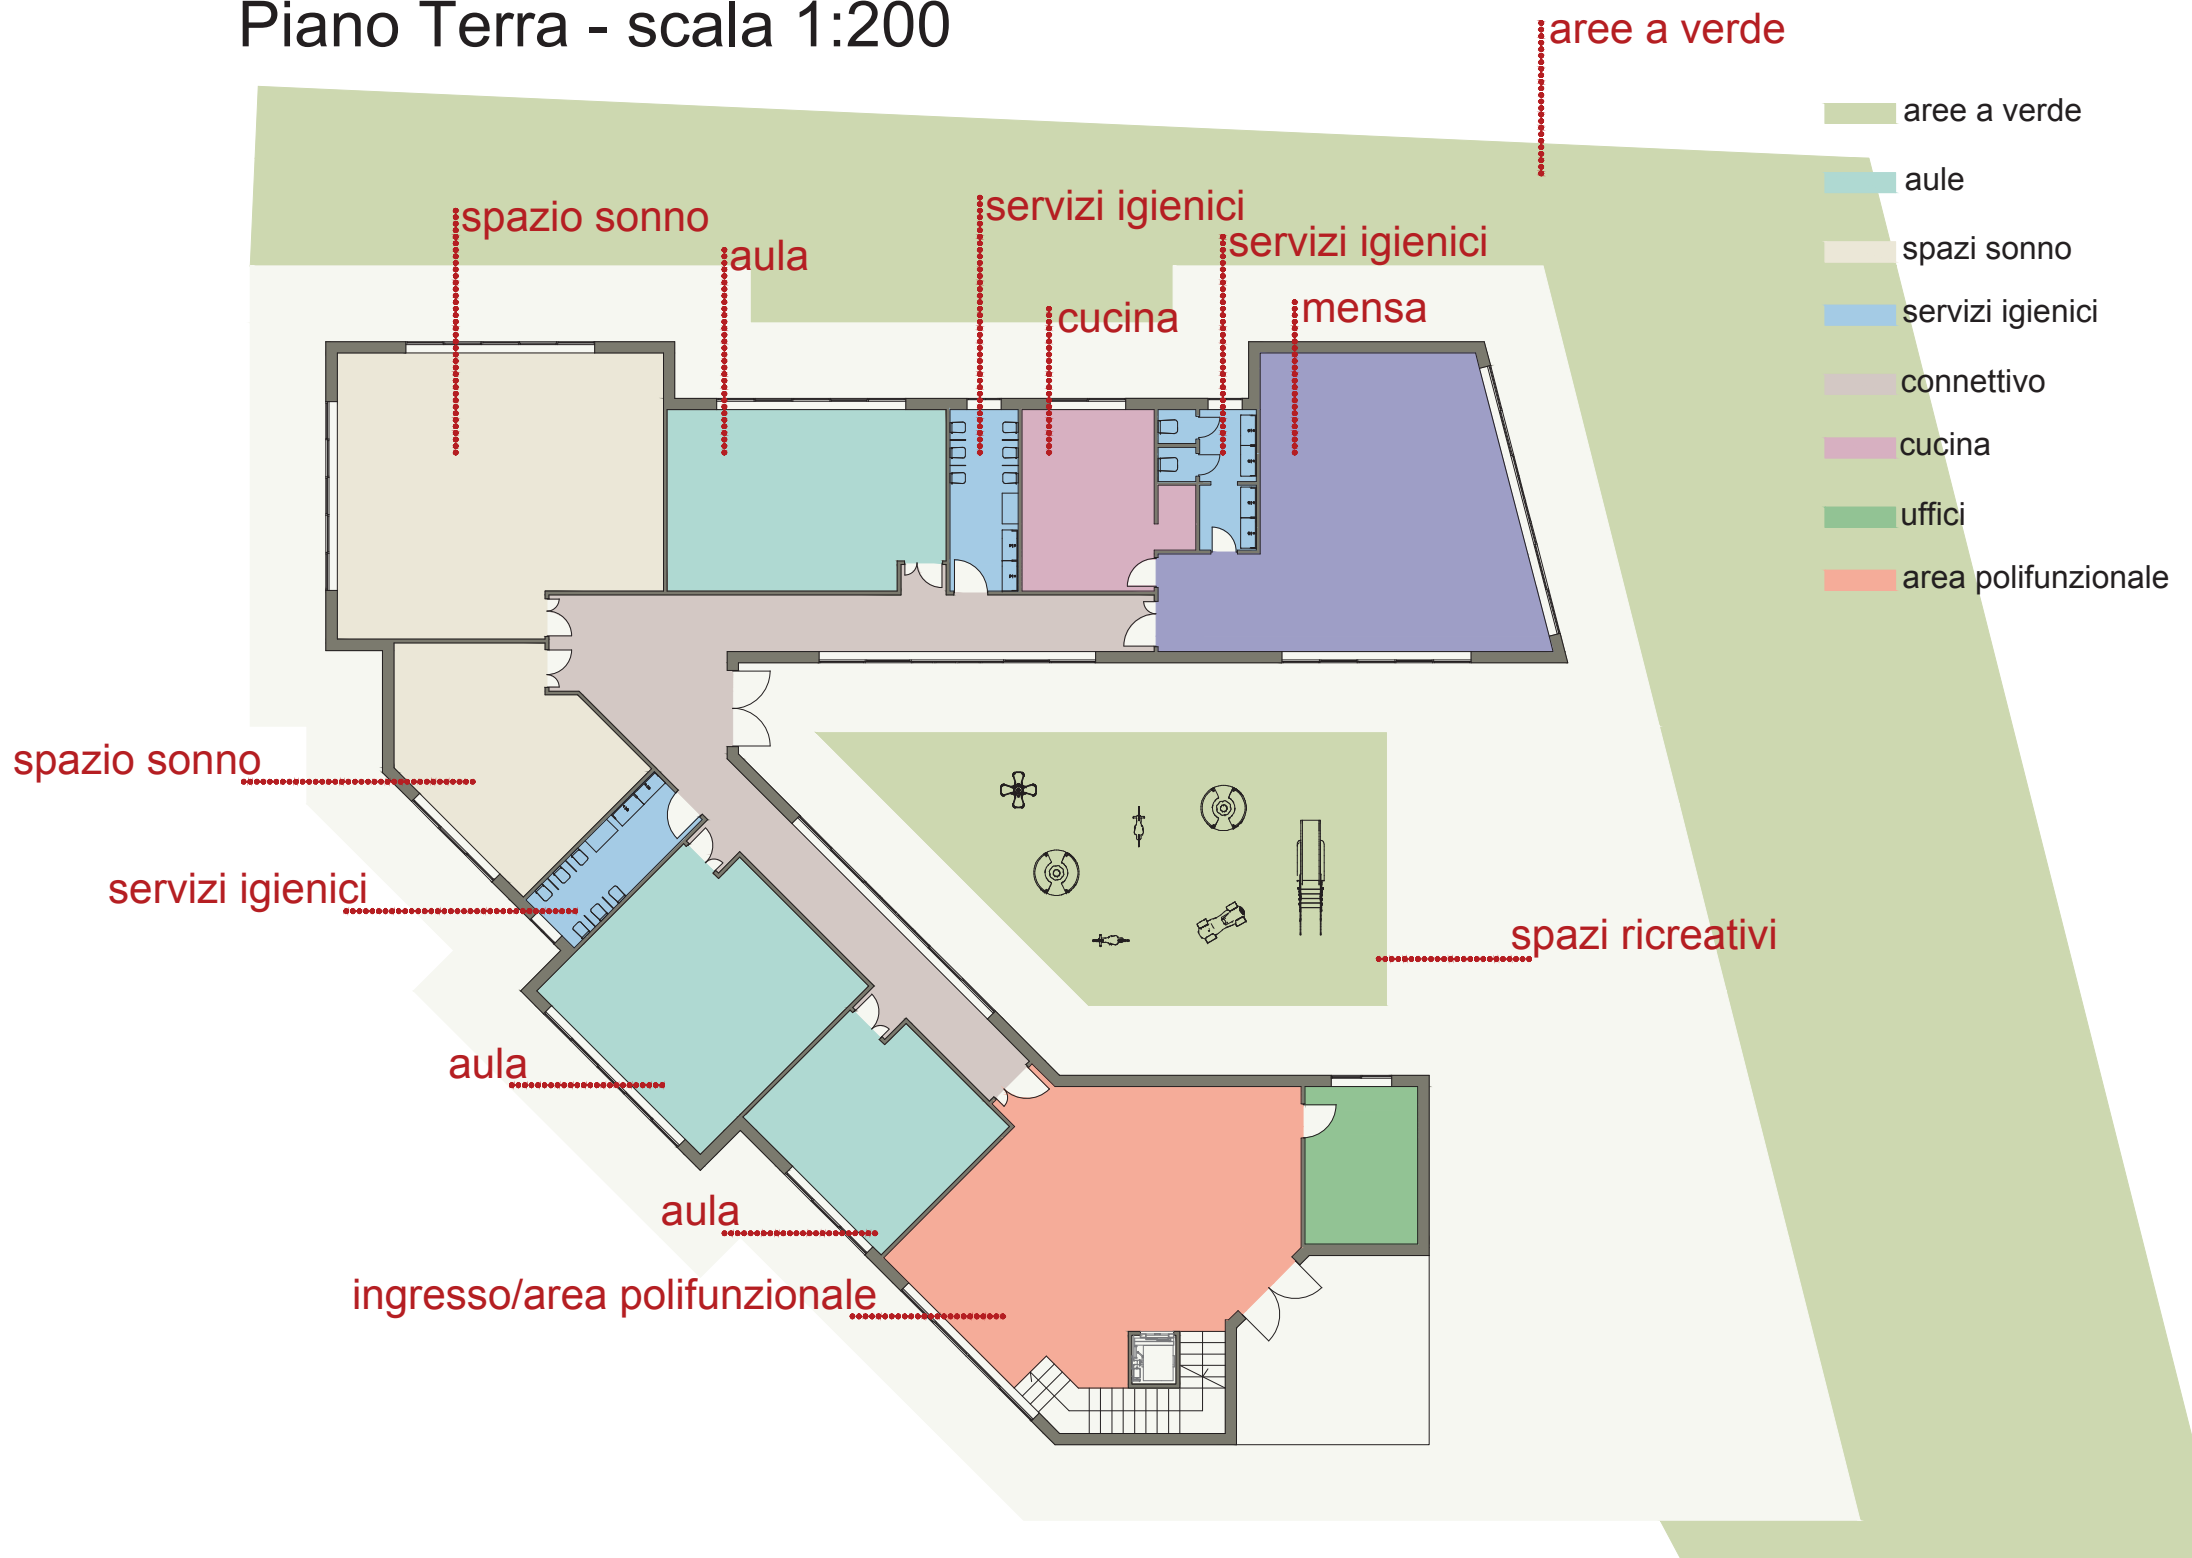 Piano Terra - scala 1:200
aree a verde
aree a verde
aule
spazi sonno
servizi igienici
connettivo
cucina
uffici
area polifunzionale
spazio sonno
aula
servizi igienici
servizi igienici
cucina
mensa
spazio sonno
servizi igienici
spazi ricreativi
aula
aula
ingresso/area polifunzionale